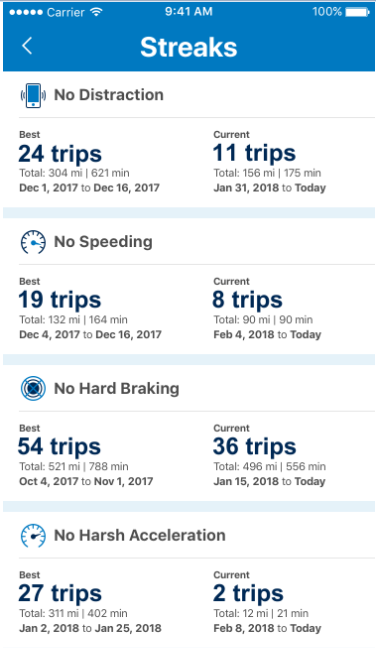 Carrier 9:41 AM 100%
Streaks
No Distraction
Best Current
24 trips 11 trips
Total: 304 mi | 621 min Total: 156 mi | 175 min
Dec 1, 2017 to Dec 16, 2017 Jan 31, 2018 to Today
No Speeding
Best Current
19 trips 8 trips
Total: 132 mi | 164 min Total: 90 mi | 90 min
Dec 4, 2017 to Dec 16, 2017 Feb 4, 2018 to Today
No Hard Braking
Best Current
54 trips 36 trips
Total: 521 mi | 788 min Total: 496 mi | 556 min
Oct 4, 2017 to Nov 1, 2017 Jan 15, 2018 to Today
No Harsh Acceleration
Best Current
27 trips 2 trips
Total: 311 mi | 402 min Total: 12 mi | 21 min
Jan 2, 2018 to Jan 25, 2018 Feb 8, 2018 to Today